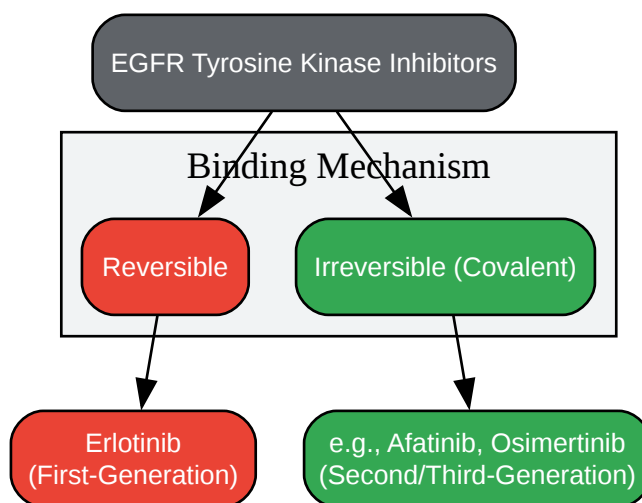 EGFR Tyrosine Kinase Inhibitors
Binding Mechanism
Reversible
Irreversible (Covalent)
Erlotinib
(First-Generation)
e.g., Afatinib, Osimertinib
(Second/Third-Generation)